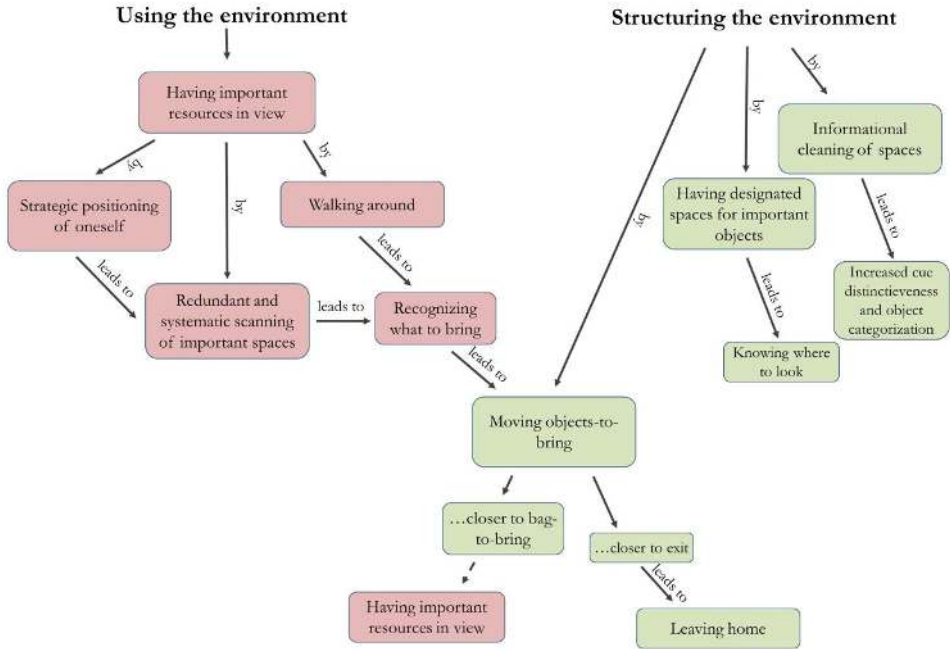 Using the environment
Structuring the environment
Having important
resources in view
by
by
by
Strategic positioning
of oneself
Walking around
leads to
leads to
Redundant and
systematic scanning
of important spaces
leads to
Recognizing
what to bring
leads to
by
by
by
Informational
cleaning of spaces
Having designated
spaces for important
objects
leads to
leads to
Increased cue
distinctieveness
and object
categorization
Knowing where
to look
Moving objects-to-
bring
…closer to bag-
to-bring
…closer to exit
leads to
Having important
resources in view
Leaving home